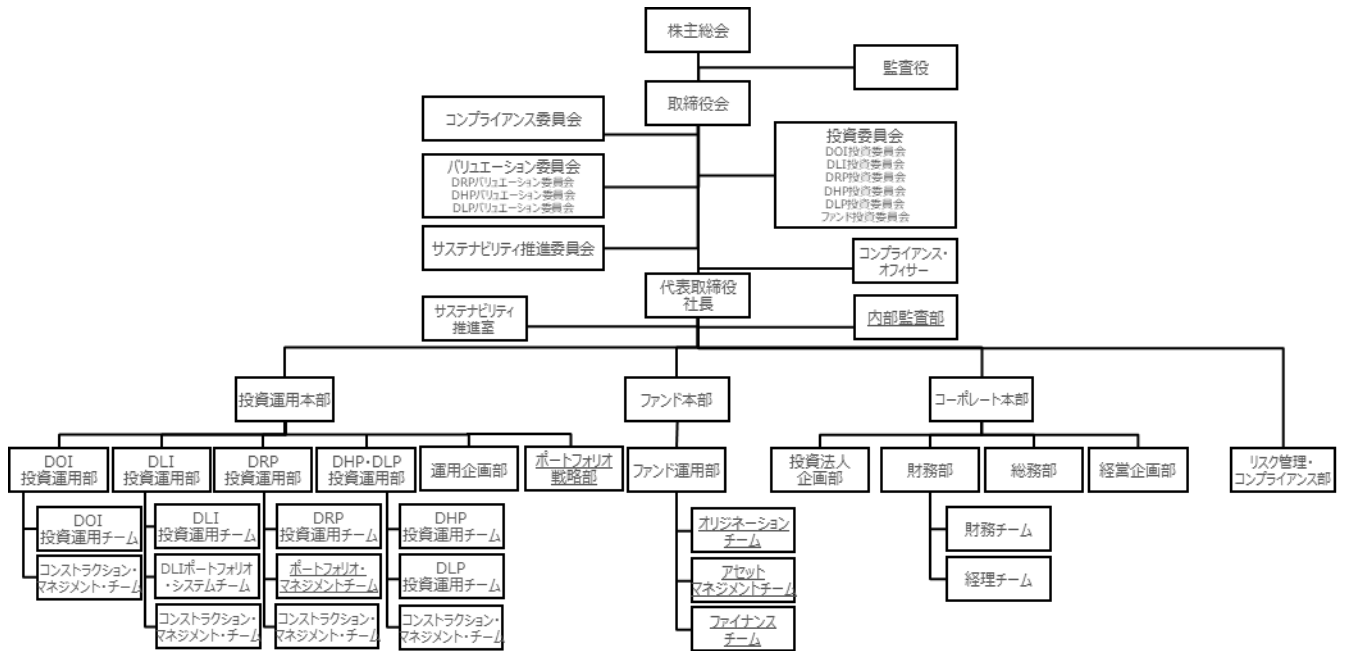 株主総会
監査役
取締役会
コンプライアンス委員会
投資委員会
DOI投資委員会
DLI投資委員会
DRP投資委員会
DHP投資委員会
DLP投資委員会
ファンド投資委員会
バリュエーション委員会
DRPバリュエーション委員会
DHPバリュエーション委員会
DLPバリュエーション委員会
サステナビリティ推進委員会
コンプライアンス・
オフィサー
代表取締役
社長
サステナビリティ
推進室
内部監査部
投資運用本部
ファンド本部
コーポレート本部
DOI
投資運用部
DLI
投資運用部
DRP
投資運用部
DHP・DLP
投資運用部
運用企画部
ポートフォリオ
戦略部
ファンド運用部
投資法人
企画部
財務部
総務部
経営企画部
リスク管理・
コンプライアンス部
DOI
投資運用チーム
コンストラクション・
マネジメント・チーム
DLI
投資運用チーム
DLIポートフォリオ
・システムチーム
コンストラクション・
マネジメント・チーム
DRP
投資運用チーム
ポートフォリオ・
マネジメントチーム
コンストラクション・
マネジメント・チーム
DHP
投資運用チーム
DLP
投資運用チーム
コンストラクション・
マネジメント・チーム
オリジネーション
チーム
アセット
マネジメントチーム
ファイナンス
チーム
財務チーム
経理チーム